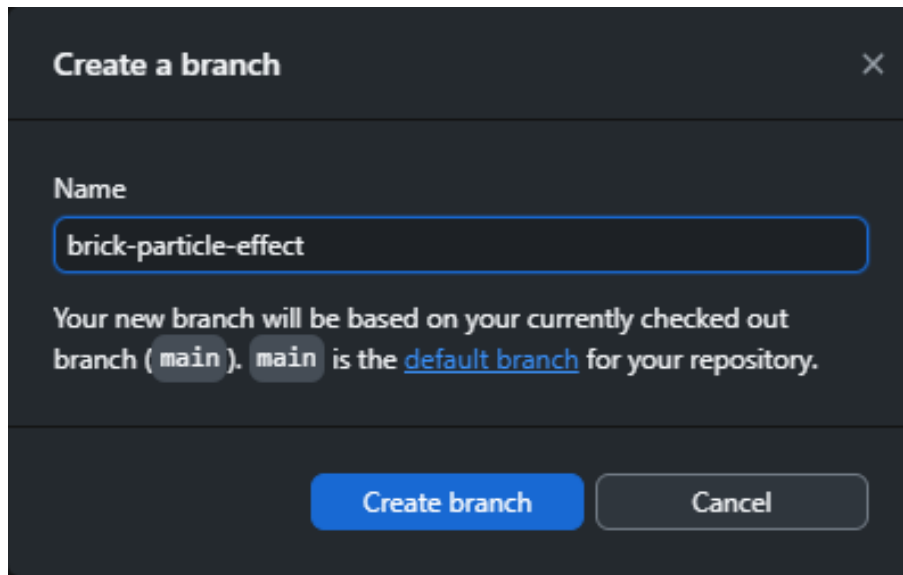 Create a branch
Name
brick-particle-effect
Your new branch will be based on your currently checked out
branch (main). main is the default branch for your repository.
Create branch
Cancel